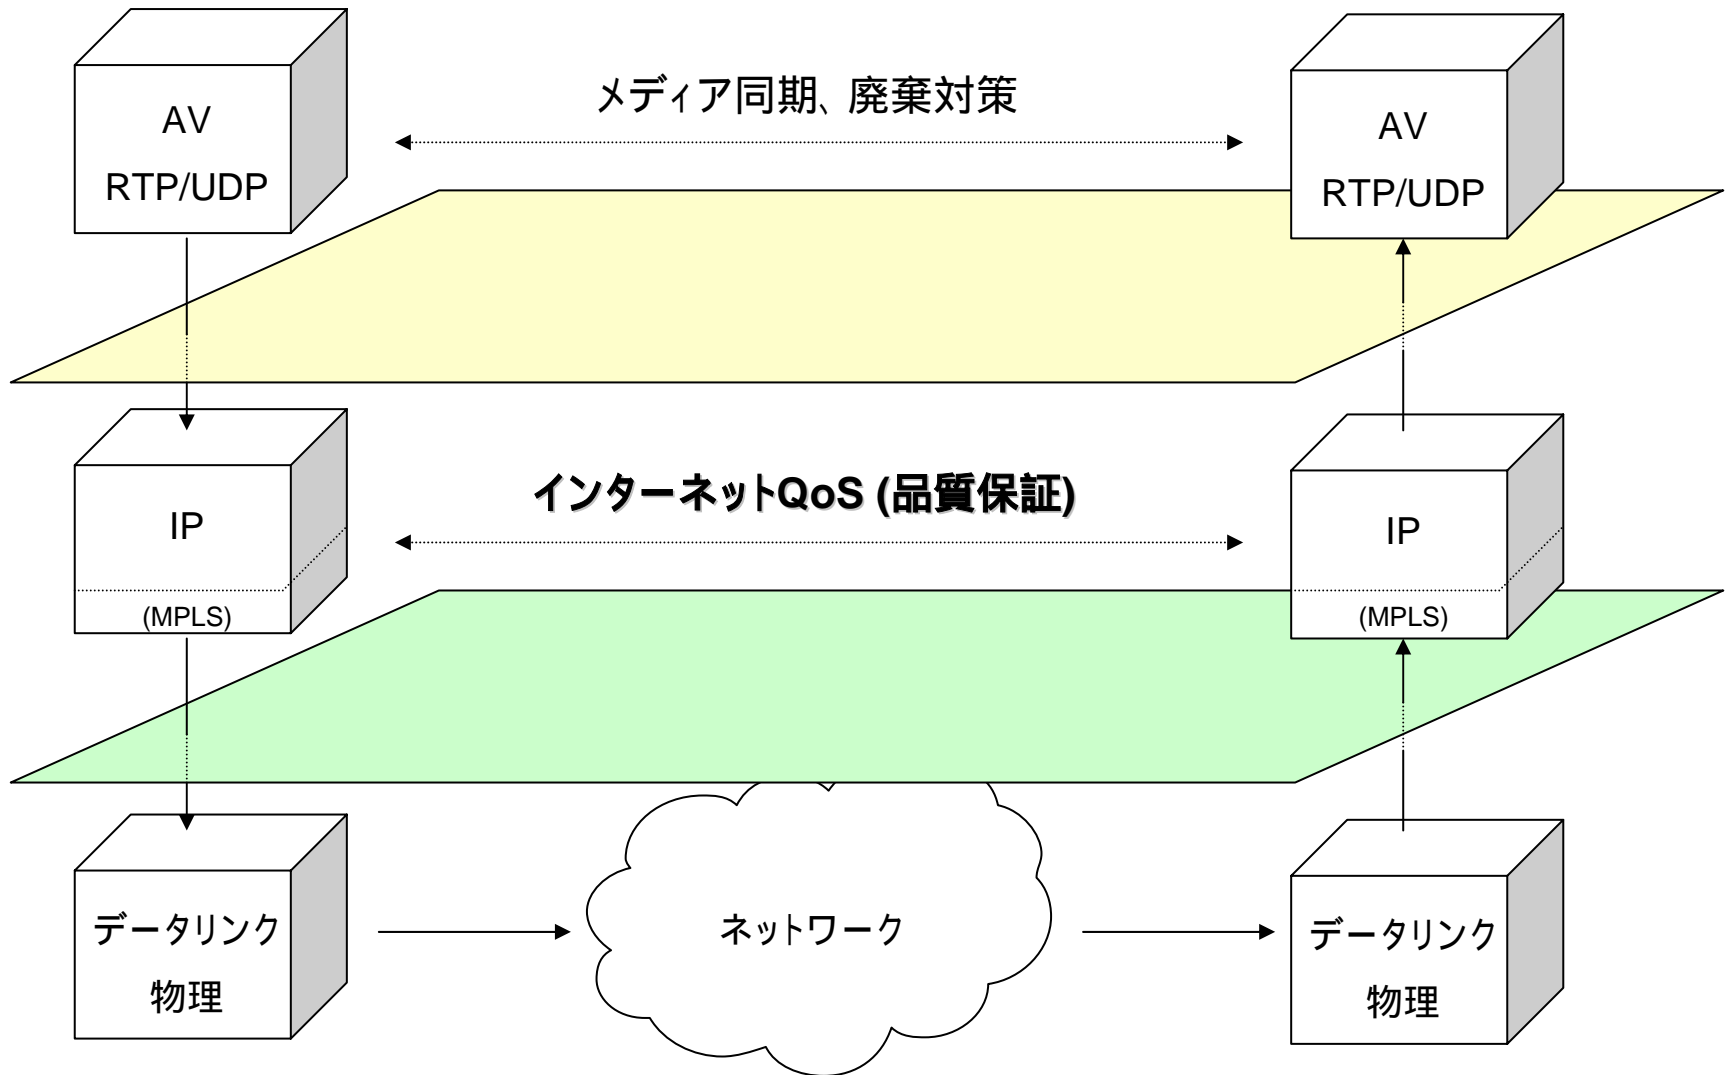 メディア同期、廃棄対策
AV
RTP/UDP
AV
RTP/UDP
インターネットQoS (品質保証)
IP
(MPLS)
IP
(MPLS)
データリンク
物理
ネットワーク
データリンク
物理